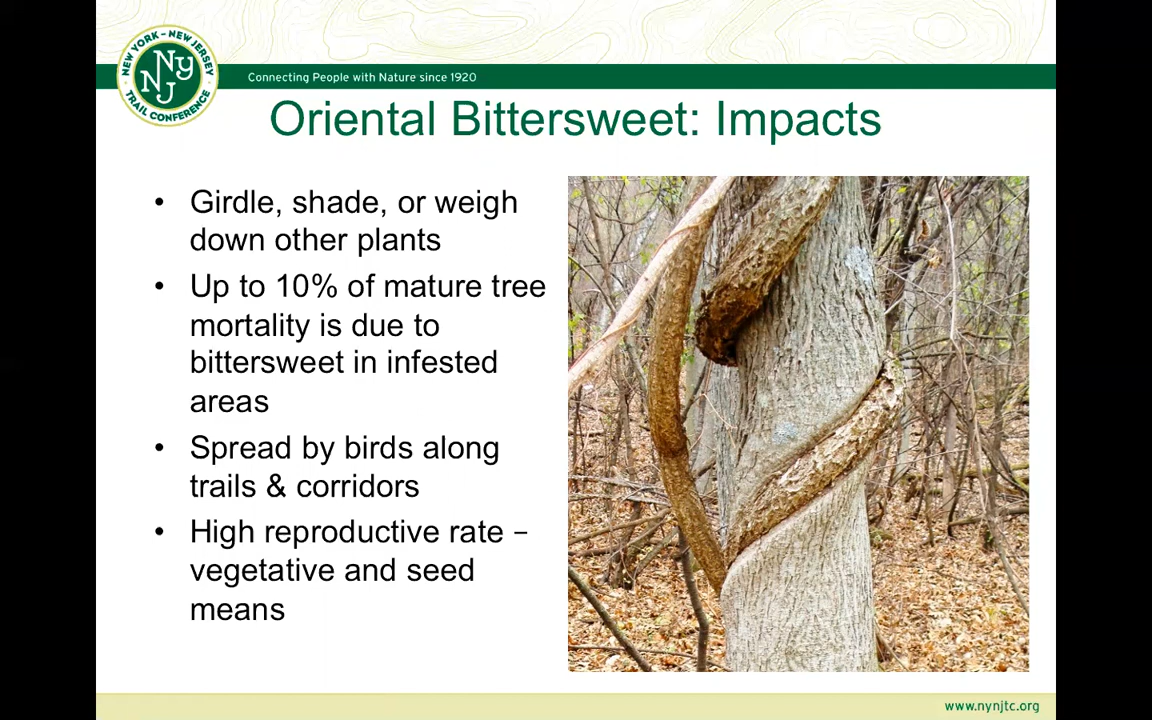 NEW YORK – NEW JERSEY
NY
NJ
TRAIL CONFERENCE
Connecting People with Nature since 1920
Oriental Bittersweet: Impacts
• Girdle, shade, or weigh
down other plants
• Up to 10% of mature tree
mortality is due to
bittersweet in infested
areas
• Spread by birds along
trails & corridors
• High reproductive rate –
vegetative and seed
means
www.nynjtc.org